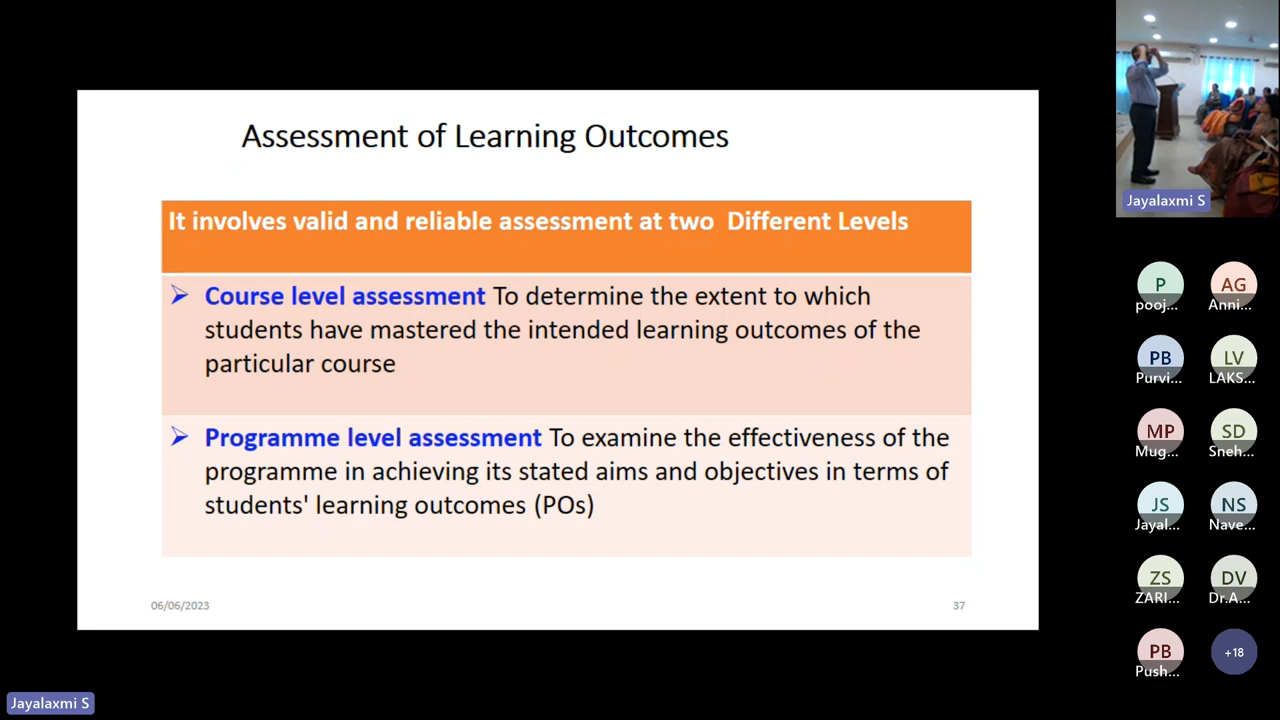 Assessment of Learning Outcomes
It involves valid and reliable assessment at two Different Levels
➢ Course level assessment To determine the extent to which
students have mastered the intended learning outcomes of the
particular course
➢ Programme level assessment To examine the effectiveness of the
programme in achieving its stated aims and objectives in terms of
students' learning outcomes (POs)
06/06/2023
37
Jayalaxmi S
P
AG
pooj...
Anni...
PB
LV
Purvi...
LAKS...
MP
SD
Mug...
Sneh...
JS
NS
Jayal...
Nave...
ZS
DV
ZARI...
Dr.A...
PB
+18
Push...
Jayalaxmi S